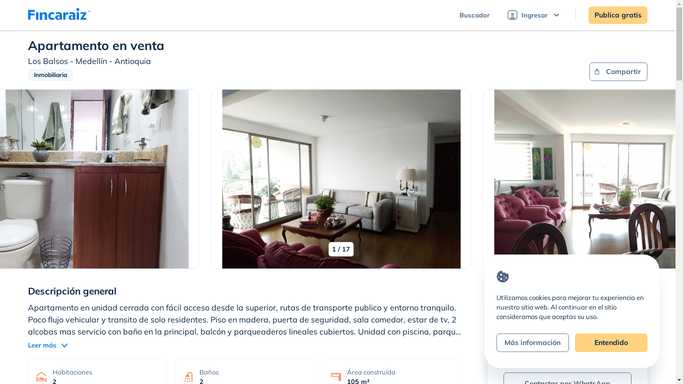 Fincaraiz
Buscador
Ingresar
Publica gratis
Apartamento en venta
Los Balsos - Medellín - Antioquia
Inmobiliaria
Compartir
1 / 17
Descripción general
Apartamento en unidad cerrada con fácil acceso desde la superior, rutas de transporte publico y entorno tranquilo.
Poco flujo vehicular y transito de solo residentes. Piso en madera, puerta de seguridad, sala comedor, estar de tv, 2
alcobas mas servicio con baño en la principal, balcón y parqueaderos lineales cubiertos. Unidad con piscina, parqu...
Leer más
Habitaciones
2
Baños
2
Área construida
105 m²
Utilizamos cookies para mejorar tu experiencia en
nuestro sitio web. Al continuar en el sitio
consideramos que aceptas su uso.
Más información
Entendido
Contactar por WhatsApp